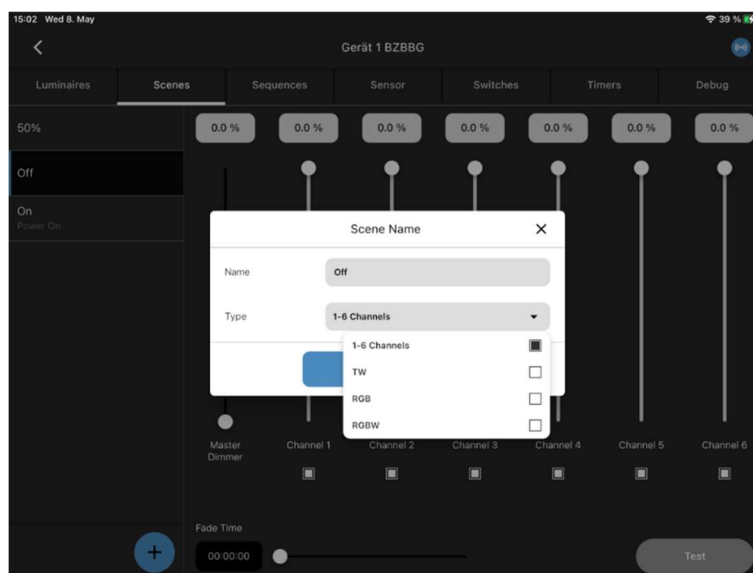 15:02 Wed 8. May
39 %
Gerät 1 BZBBG
Luminaires Scenes Sequences Sensor Switches Timers Debug
50%
0.0 % 0.0 % 0.0 % 0.0 % 0.0 % 0.0 % 0.0 %
Off
On
Power On
Scene Name
Name
Off
Type
1-6 Channels
1-6 Channels
TW
RGB
RGBW
Master
Dimmer
Channel 1 Channel 2 Channel 3 Channel 4 Channel 5 Channel 6
Fade Time
00:00:00
Test